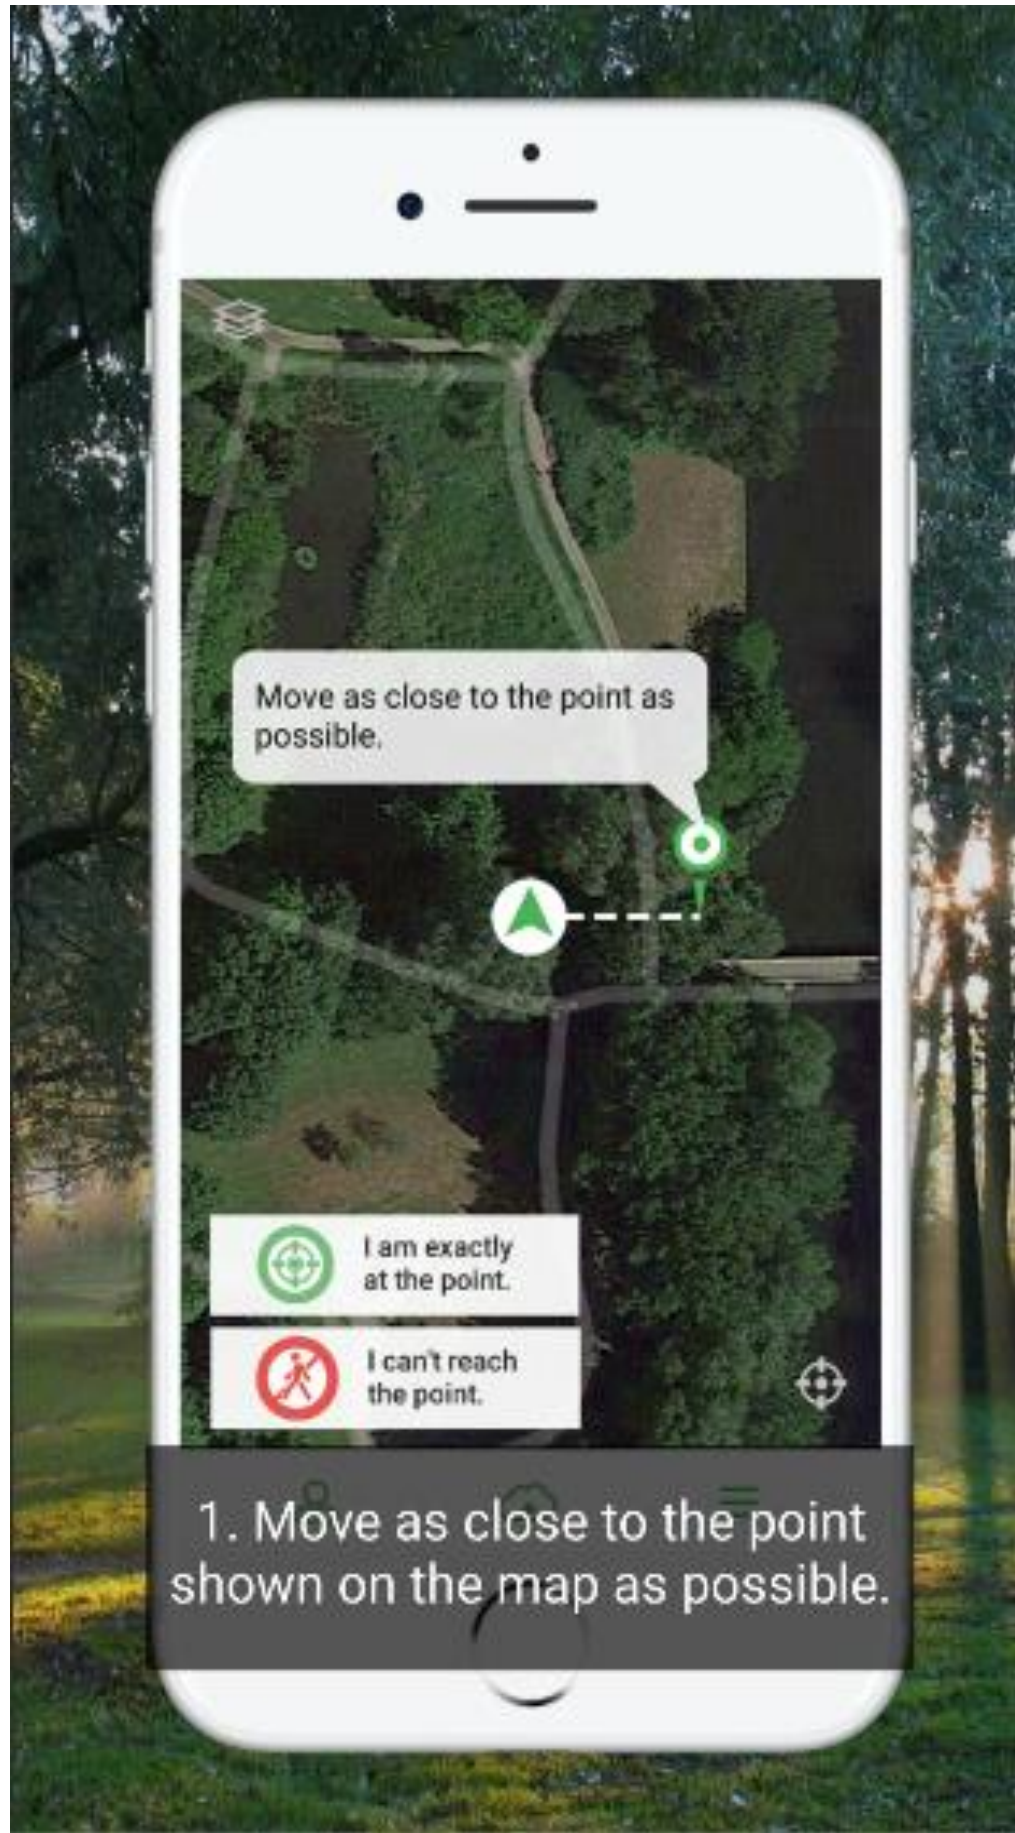 Move as close to the point as
possible.
I am exactly
at the point.
I can't reach
the point.
1. Move as close to the point
shown on the map as possible.